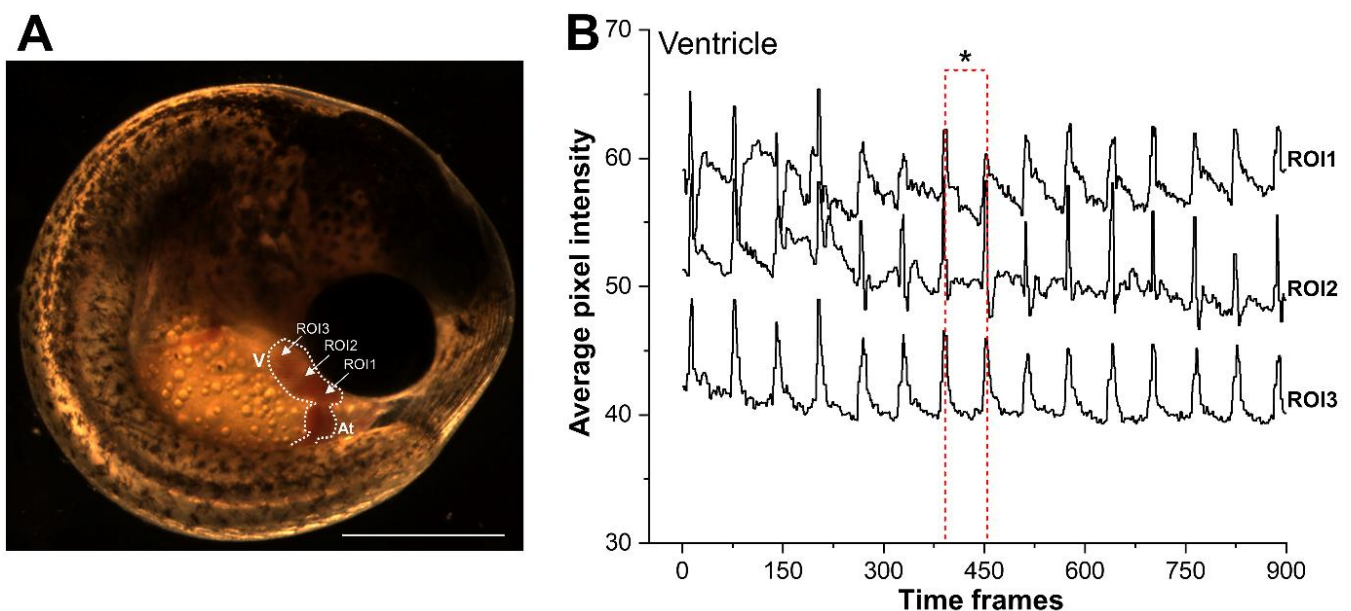 A
ROI3
ROI2
V
ROI1
At
B
Ventricle
*
70
60
50
40
30
Average pixel intensity
ROI1
ROI2
ROI3
0 150 300 450 600 750 900
Time frames